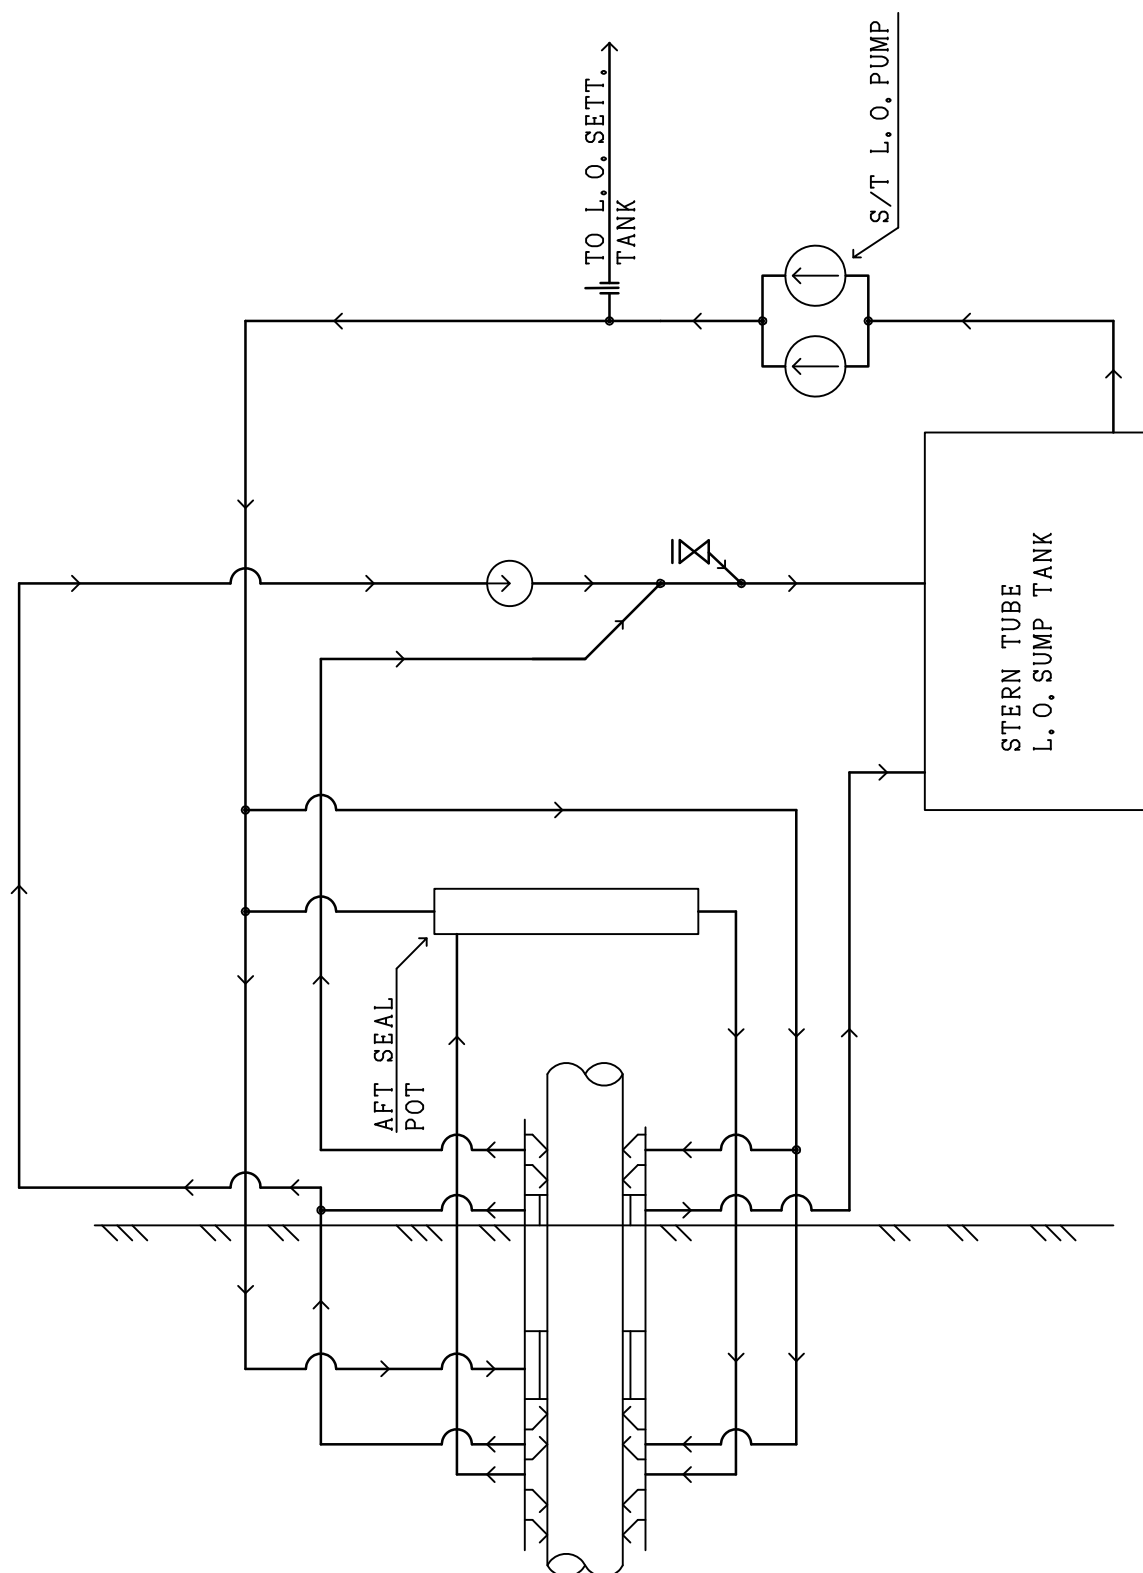 TO L.O.SETT.
TANK
S/T L.O.PUMP
STERN TUBE
L.O.SUMP TANK
AFT SEAL
POT